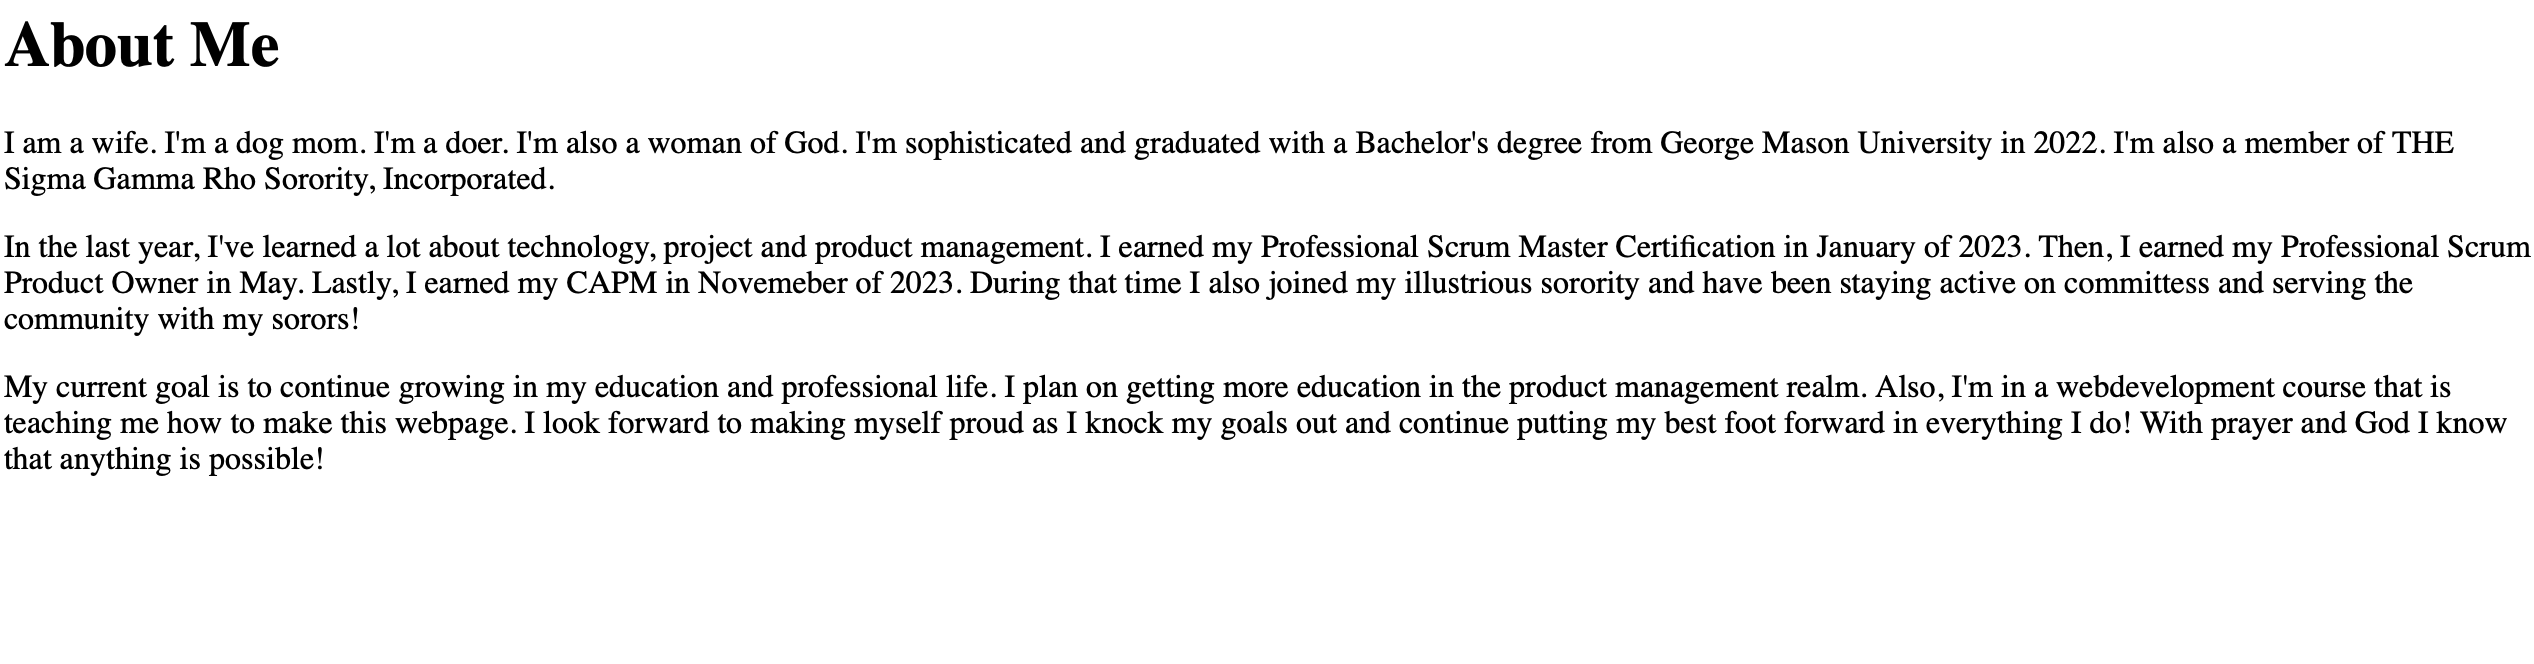 About Me
I am a wife. I'm a dog mom. I'm a doer. I'm also a woman of God. I'm sophisticated and graduated with a Bachelor's degree from George Mason University in 2022. I'm also a member of THE
Sigma Gamma Rho Sorority, Incorporated.
In the last year, I've learned a lot about technology, project and product management. I earned my Professional Scrum Master Certification in January of 2023. Then, I earned my Professional Scrum
Product Owner in May. Lastly, I earned my CAPM in Novemeber of 2023. During that time I also joined my illustrious sorority and have been staying active on committess and serving the
community with my sorors!
My current goal is to continue growing in my education and professional life. I plan on getting more education in the product management realm. Also, I'm in a webdevelopment course that is
teaching me how to make this webpage. I look forward to making myself proud as I knock my goals out and continue putting my best foot forward in everything I do! With prayer and God I know
that anything is possible!